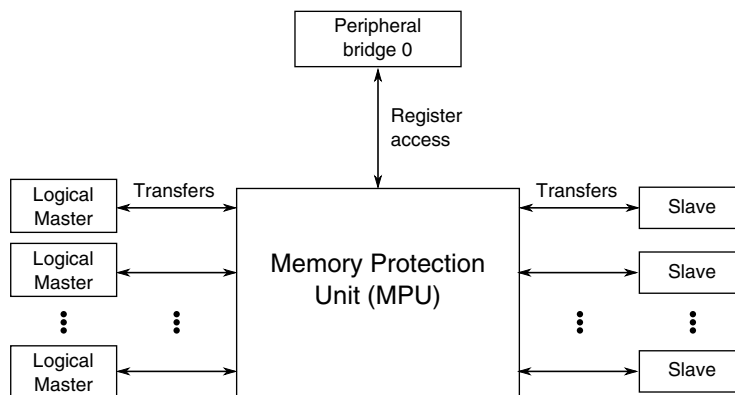 Peripheral
bridge 0
Register
access
Logical
Master
Transfers
Memory Protection
Unit (MPU)
Transfers
Slave
Logical
Master
Slave
Logical
Master
Slave